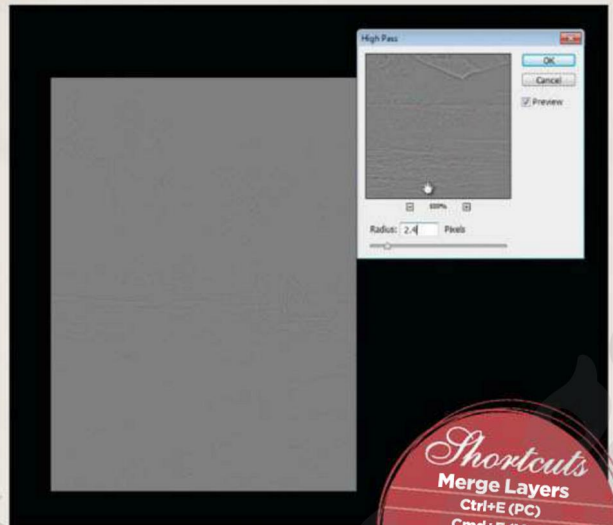 High Pass
OK
Cancel
Preview
100%
Radius: 2.4 Pixels
Shortcuts
Merge Layers
Ctrl+E (PC)